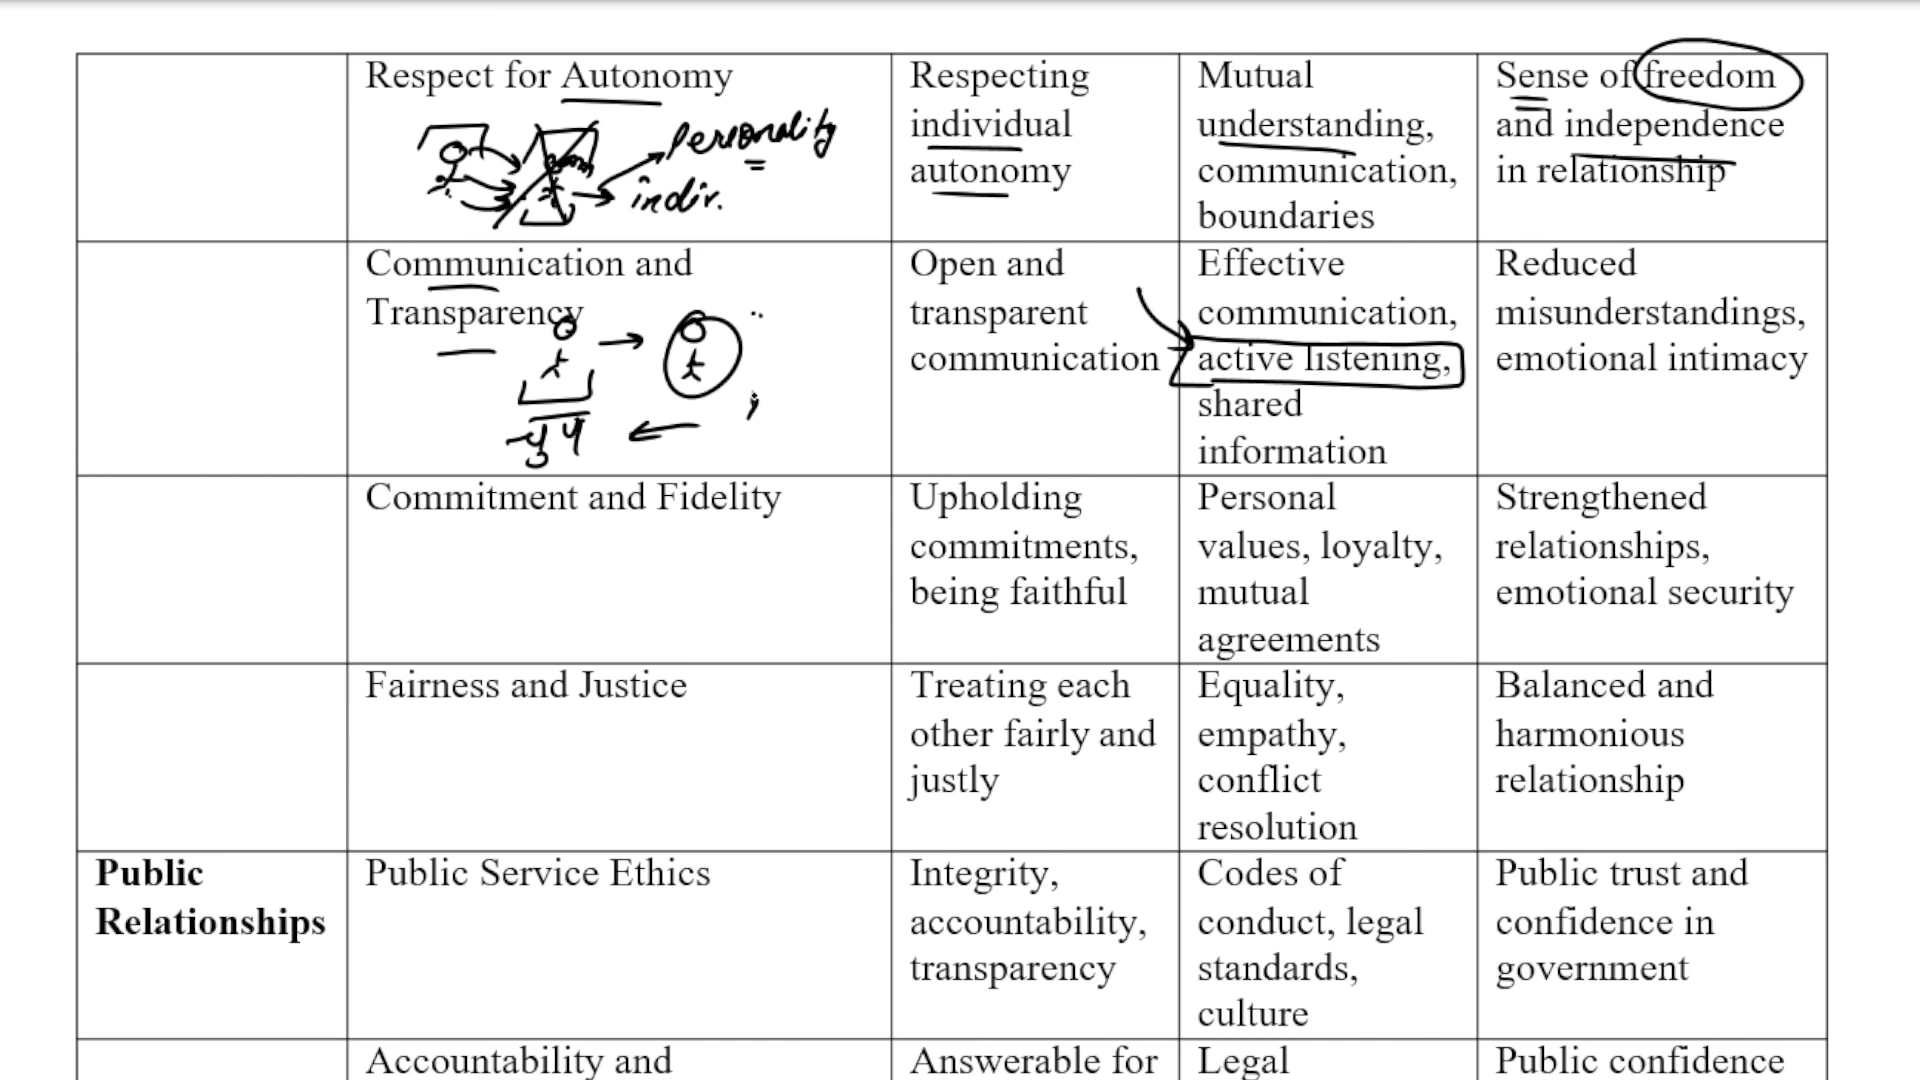 Respect for Autonomy
Personality
indiv.
Respecting
individual
autonomy
Mutual
understanding,
communication,
boundaries
Sense of freedom
and independence
in relationship
Communication and
Transparency
Open and
transparent
communication
Effective
communication,
active listening,
shared
information
Reduced
misunderstandings,
emotional intimacy
Commitment and Fidelity
Upholding
commitments,
being faithful
Personal
values, loyalty,
mutual
agreements
Strengthened
relationships,
emotional security
Fairness and Justice
Treating each
other fairly and
justly
Equality,
empathy,
conflict
resolution
Balanced and
harmonious
relationship
Public
Relationships
Public Service Ethics
Integrity,
accountability,
transparency
Codes of
conduct, legal
standards,
culture
Public trust and
confidence in
government
Accountability and
Answerable for
Legal
Public confidence